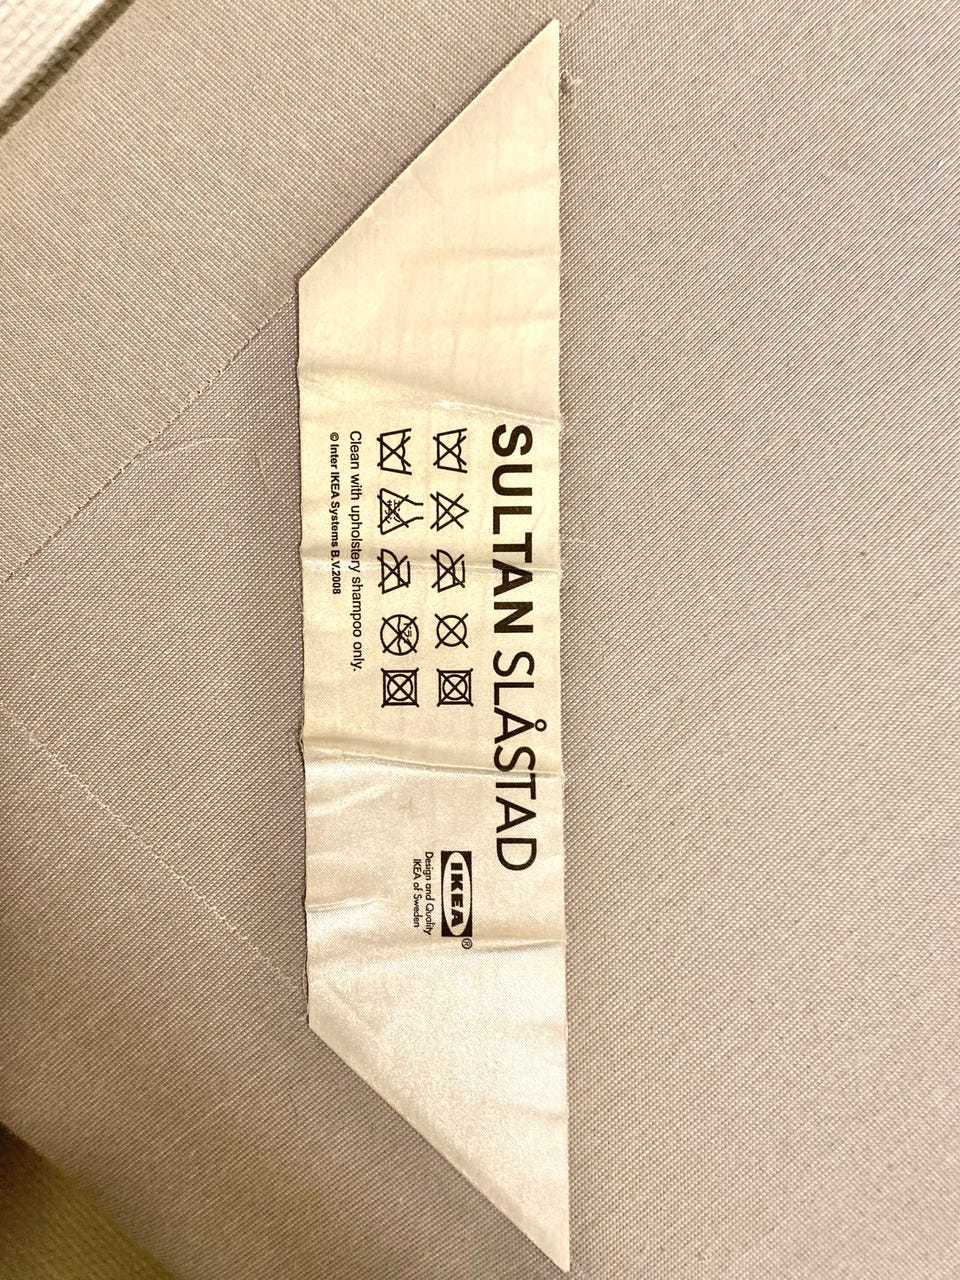 SULTAN SLÅSTAD
Clean with upholstery shampoo only.
© Inter IKEA Systems B.V.2008
IKEA®
Design and Quality
IKEA of Sweden